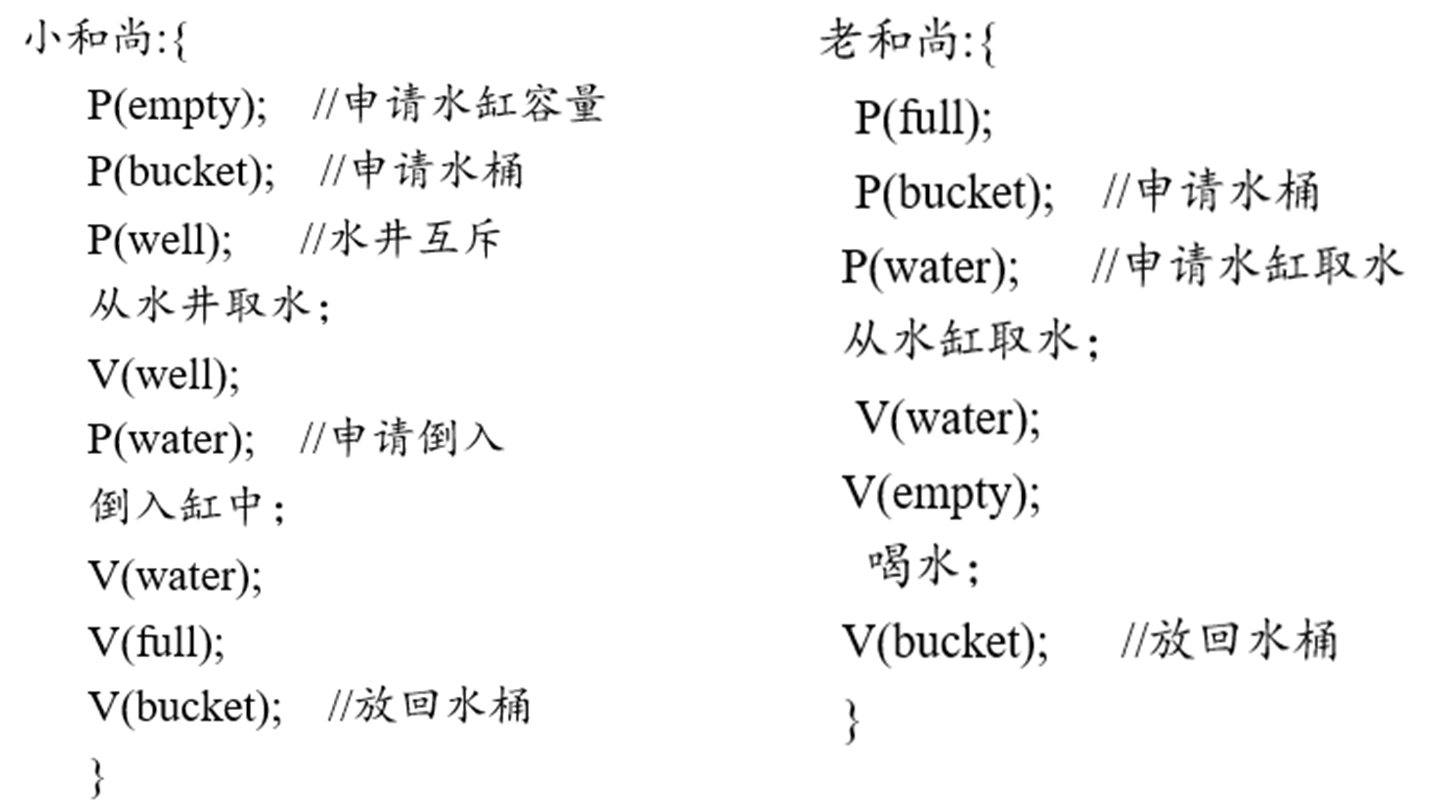 小和尚:{
P(empty); //申请水缸容量
P(bucket); //申请水桶
P(well); //水井互斥
从水井取水;
V(well);
P(water); //申请倒入
倒入缸中;
V(water);
V(full);
V(bucket); //放回水桶
}
老和尚:{
P(full);
P(bucket); //申请水桶
P(water); //申请水缸取水
从水缸取水;
V(water);
V(empty);
喝水;
V(bucket); //放回水桶
}